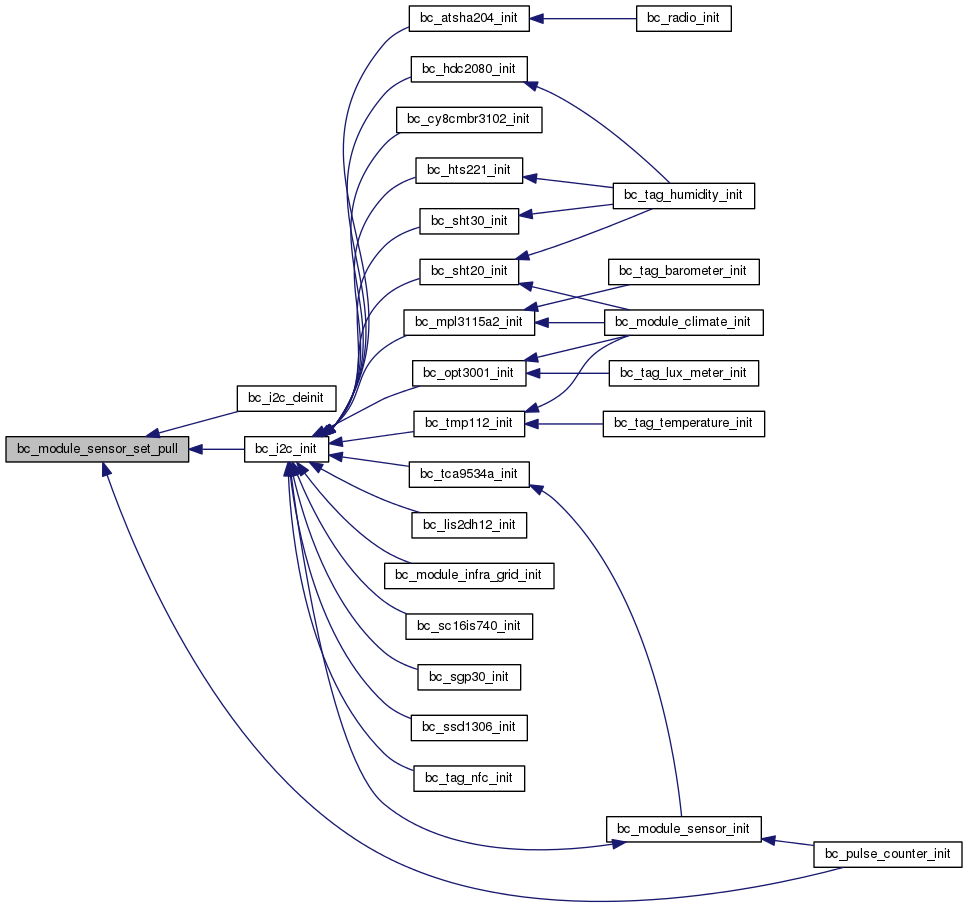 bc_atsha204_init
bc_radio_init
bc_hdc2080_init
bc_cy8cmbr3102_init
bc_hts221_init
bc_tag_humidity_init
bc_sht30_init
bc_sht20_init
bc_tag_barometer_init
bc_mpl3115a2_init
bc_module_climate_init
bc_opt3001_init
bc_tag_lux_meter_init
bc_i2c_deinit
bc_tmp112_init
bc_tag_temperature_init
bc_module_sensor_set_pull
bc_i2c_init
bc_tca9534a_init
bc_lis2dh12_init
bc_module_infra_grid_init
bc_sc16is740_init
bc_sgp30_init
bc_ssd1306_init
bc_tag_nfc_init
bc_module_sensor_init
bc_pulse_counter_init